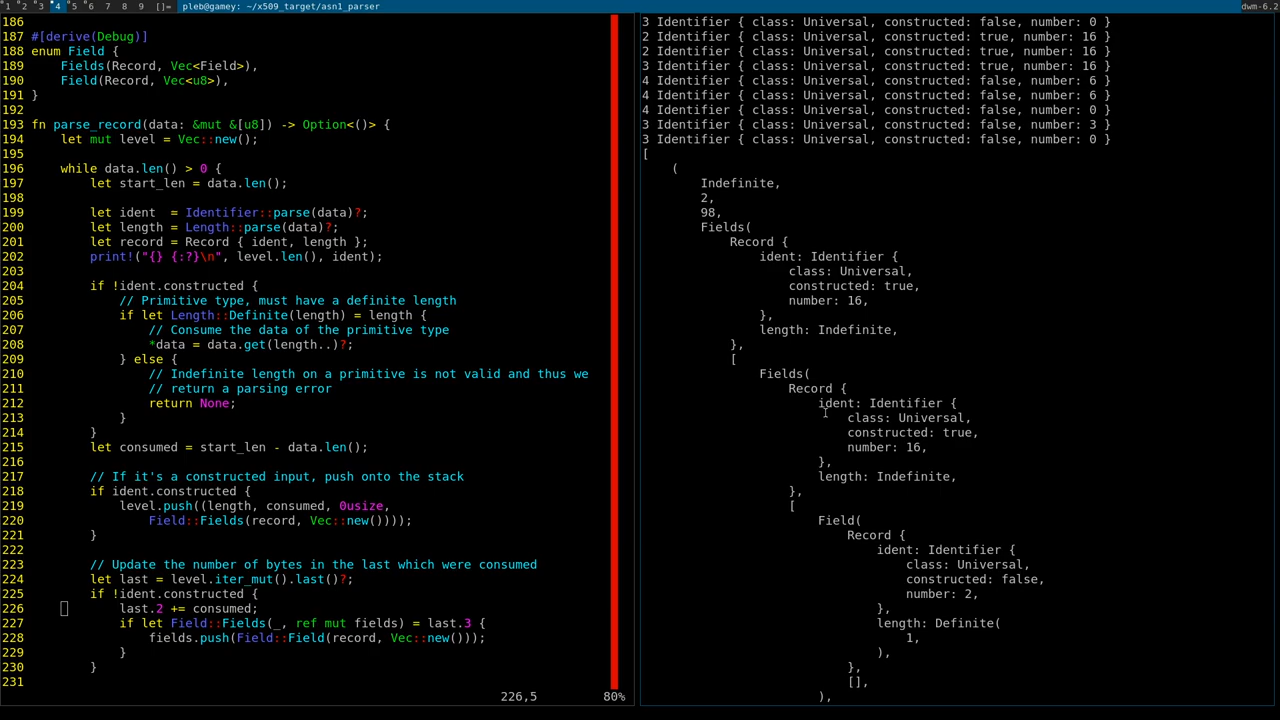 1 2 3 4 5 6 7 8 9 []= pleb@gamey: ~/x509_target/asn1_parser dwm-6.2
186
187 #[derive(Debug)]
188 enum Field {
189     Fields(Record, Vec<Field>),
190     Field(Record, Vec<u8>),
191 }
192
193 fn parse_record(data: &mut &[u8]) -> Option<()> {
194     let mut level = Vec::new();
195
196     while data.len() > 0 {
197         let start_len = data.len();
198
199         let ident  = Identifier::parse(data)?;
200         let length = Length::parse(data)?;
201         let record = Record { ident, length };
202         print!("{} {:?}\n", level.len(), ident);
203
204         if !ident.constructed {
205             // Primitive type, must have a definite length
206             if let Length::Definite(length) = length {
207                 // Consume the data of the primitive type
208                 *data = data.get(length..)?;
209             } else {
210                 // Indefinite length on a primitive is not valid and thus we
211                 // return a parsing error
212                 return None;
213             }
214         }
215         let consumed = start_len - data.len();
216
217         // If it's a constructed input, push onto the stack
218         if ident.constructed {
219             level.push((length, consumed, 0usize,
220                 Field::Fields(record, Vec::new())));
221         }
222
223         // Update the number of bytes in the last which were consumed
224         let last = level.iter_mut().last()?;
225         if !ident.constructed {
226             last.2 += consumed;
227             if let Field::Fields(_, ref mut fields) = last.3 {
228                 fields.push(Field::Field(record, Vec::new()));
229             }
230         }
231
226,5 80%
3 Identifier { class: Universal, constructed: false, number: 0 }
2 Identifier { class: Universal, constructed: true, number: 16 }
2 Identifier { class: Universal, constructed: true, number: 16 }
3 Identifier { class: Universal, constructed: true, number: 16 }
4 Identifier { class: Universal, constructed: false, number: 6 }
4 Identifier { class: Universal, constructed: false, number: 6 }
4 Identifier { class: Universal, constructed: false, number: 0 }
3 Identifier { class: Universal, constructed: false, number: 3 }
3 Identifier { class: Universal, constructed: false, number: 0 }
[
    (
        Indefinite,
        2,
        98,
        Fields(
            Record {
                ident: Identifier {
                    class: Universal,
                    constructed: true,
                    number: 16,
                },
                length: Indefinite,
            },
            [
                Fields(
                    Record {
                        ident: Identifier {
                            class: Universal,
                            constructed: true,
                            number: 16,
                        },
                        length: Indefinite,
                    },
                    [
                        Field(
                            Record {
                                ident: Identifier {
                                    class: Universal,
                                    constructed: false,
                                    number: 2,
                                },
                                length: Definite(
                                    1,
                                ),
                            },
                            [],
                        ),